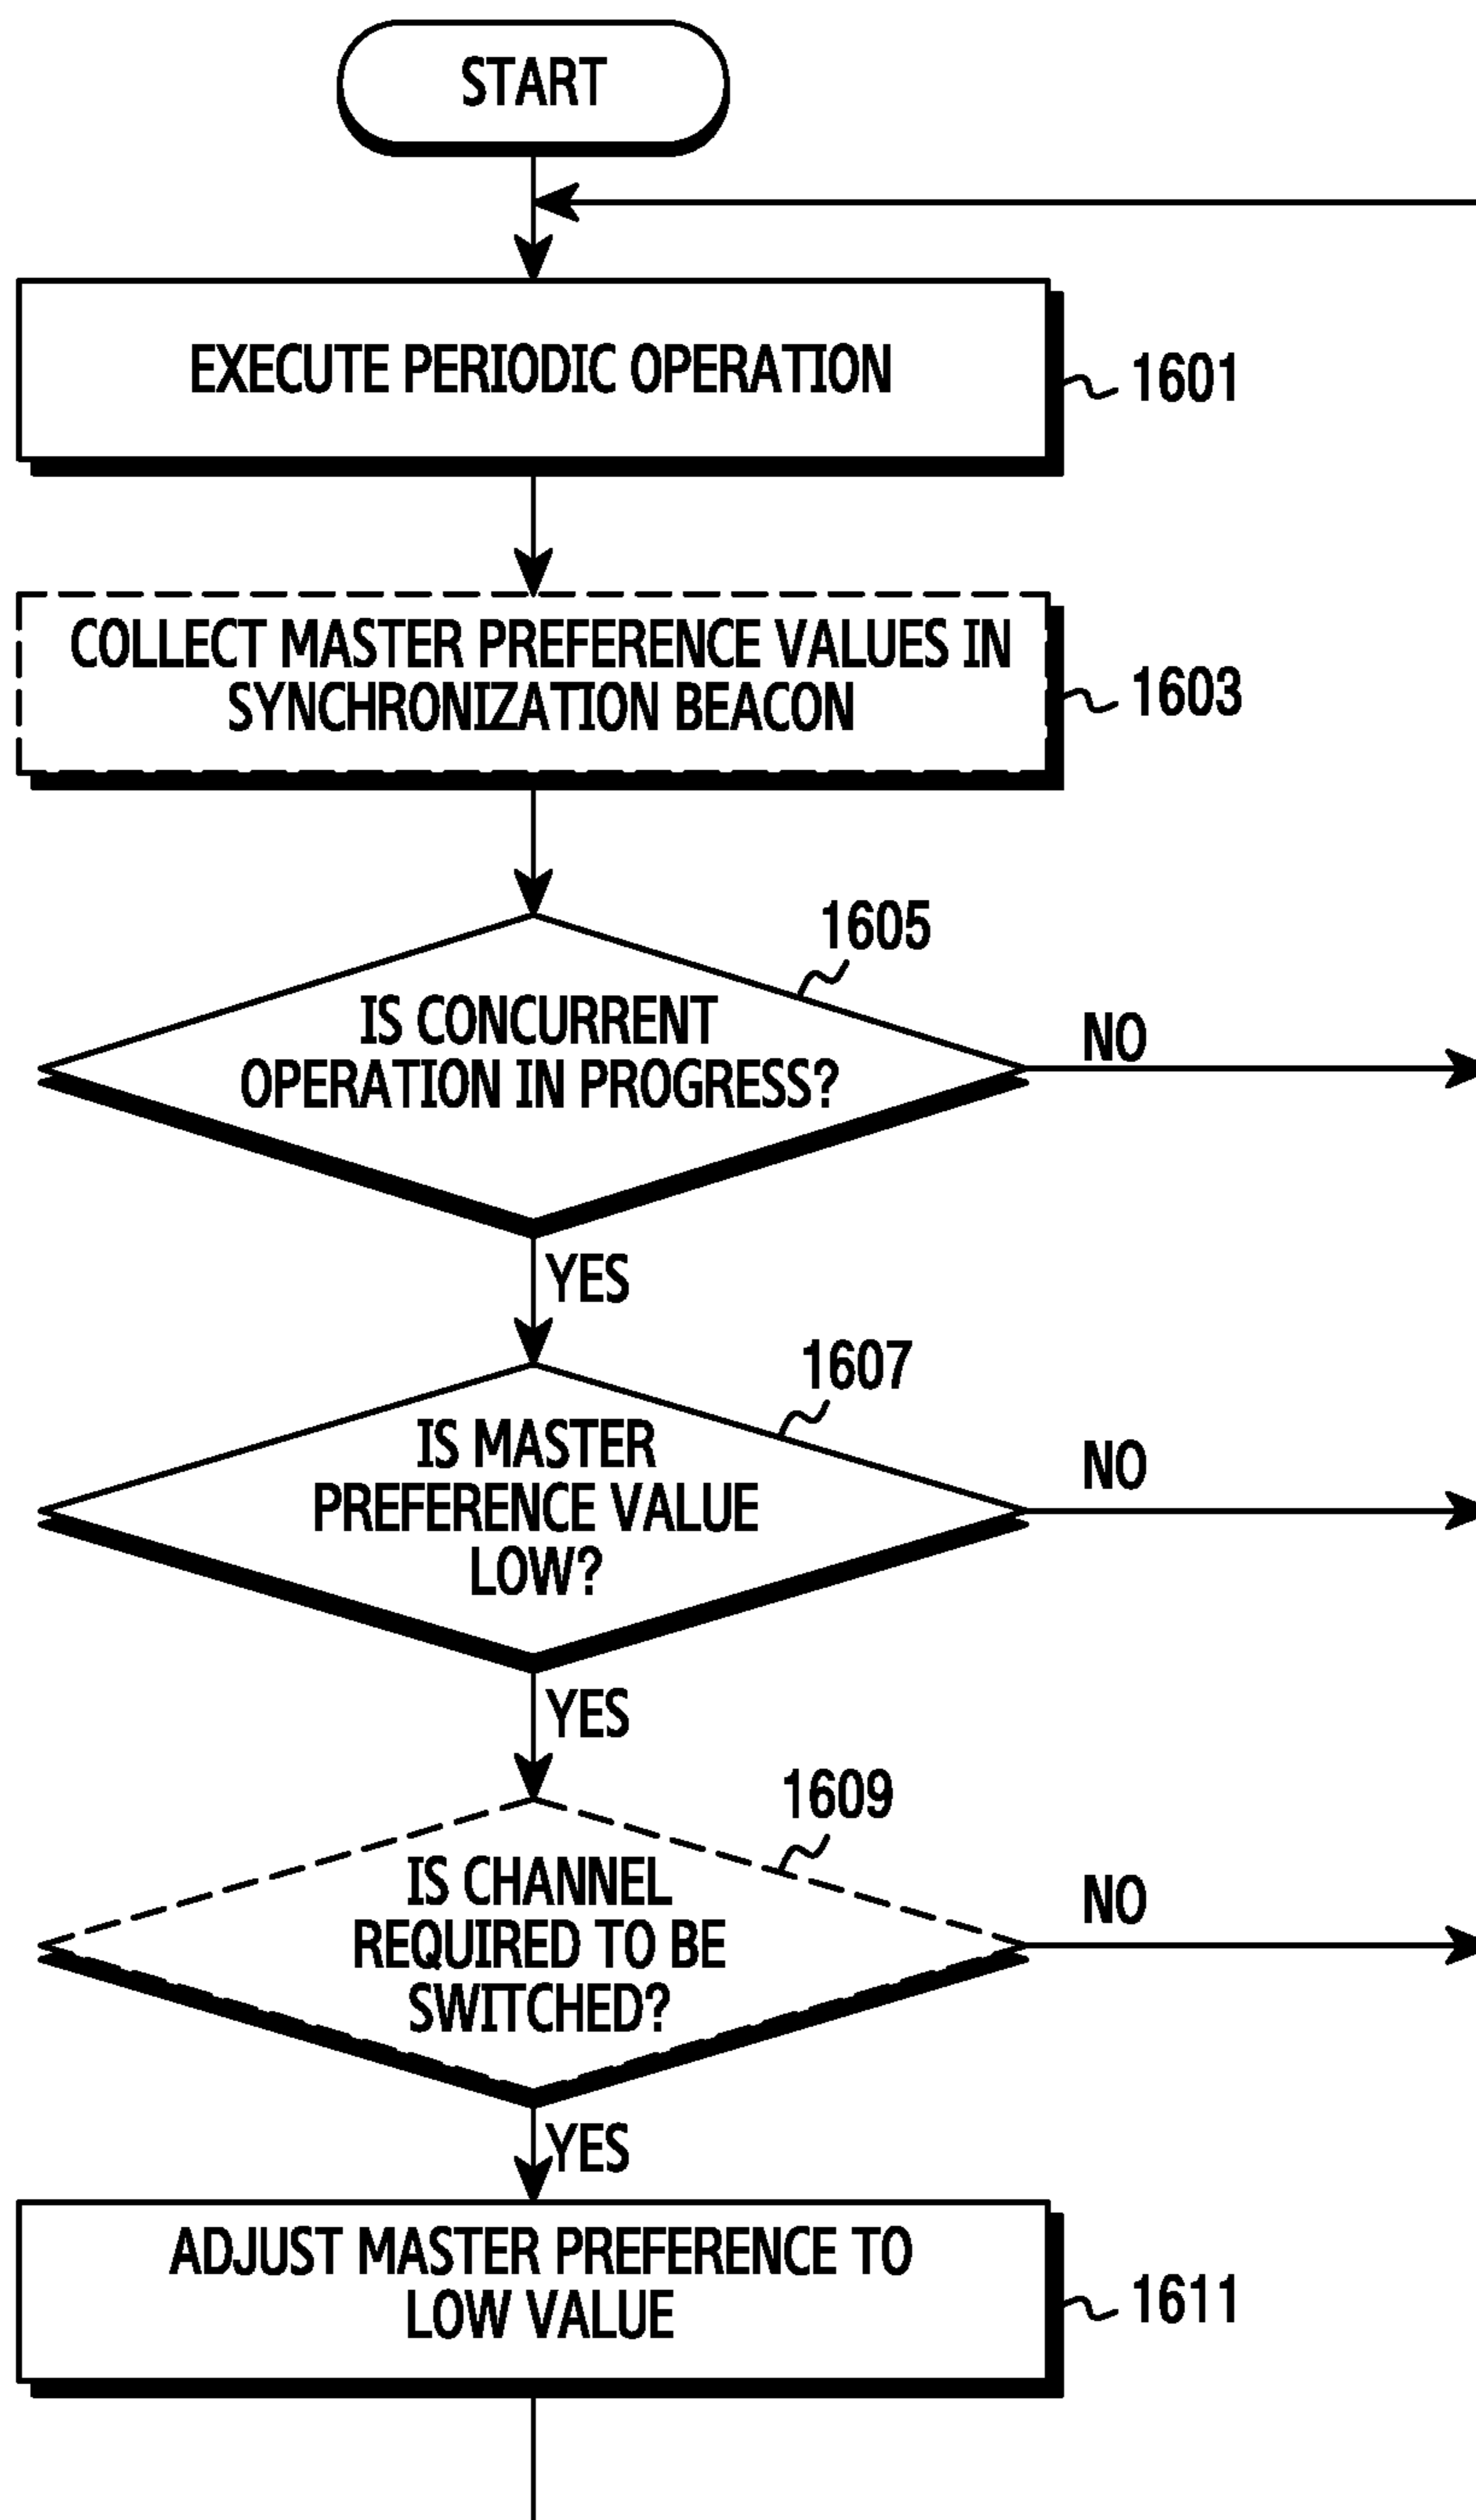 START
EXECUTE PERIODIC OPERATION
1601
COLLECT MASTER PREFERENCE VALUES IN
SYNCHRONIZATION BEACON
1603
1605
IS CONCURRENT
OPERATION IN PROGRESS?
NO
YES
1607
IS MASTER
PREFERENCE VALUE
LOW?
NO
YES
1609
IS CHANNEL
REQUIRED TO BE
SWITCHED?
NO
YES
ADJUST MASTER PREFERENCE TO
LOW VALUE
1611